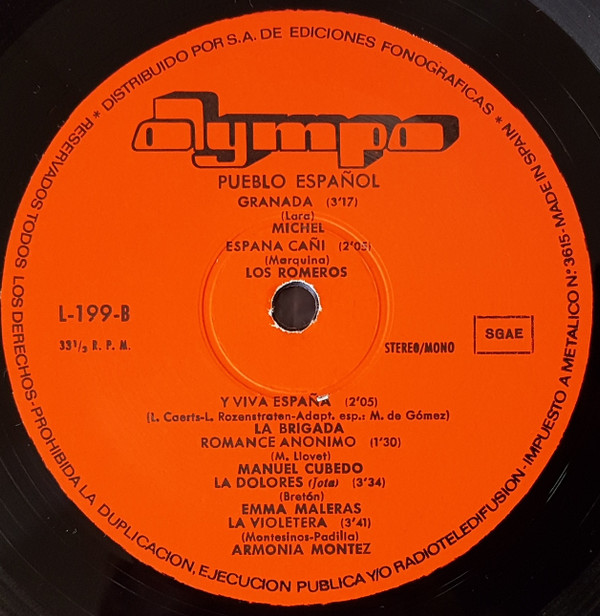 * DISTRIBUIDO POR S.A. DE EDICIONES FONOGRAFICAS * MADE IN SPAIN - IMPUESTO A METALICO N.º 3615 -
RESERVADOS TODOS LOS DERECHOS-PROHIBIDA LA DUPLICACION, EJECUCION PUBLICA Y/O RADIOTELEDIFUSION
olympo
PUEBLO ESPAÑOL
GRANADA (3'17)
(Lara)
MICHEL
ESPANA CAÑI (2'05)
(Marquina)
LOS ROMEROS
L-199-B
33⅓ R. P. M.
STEREO/MONO
SGAE
Y VIVA ESPAÑA (2'05)
(L. Caerts-L. Rozenstraten-Adapt. esp.: M. de Gómez)
LA BRIGADA
ROMANCE ANONIMO (1'30)
(M. Llovet)
MANUEL CUBEDO
LA DOLORES (jota) (3'34)
(Bretón)
EMMA MALERAS
LA VIOLETERA (3'41)
(Montesinos-Padilla)
ARMONIA MONTEZ